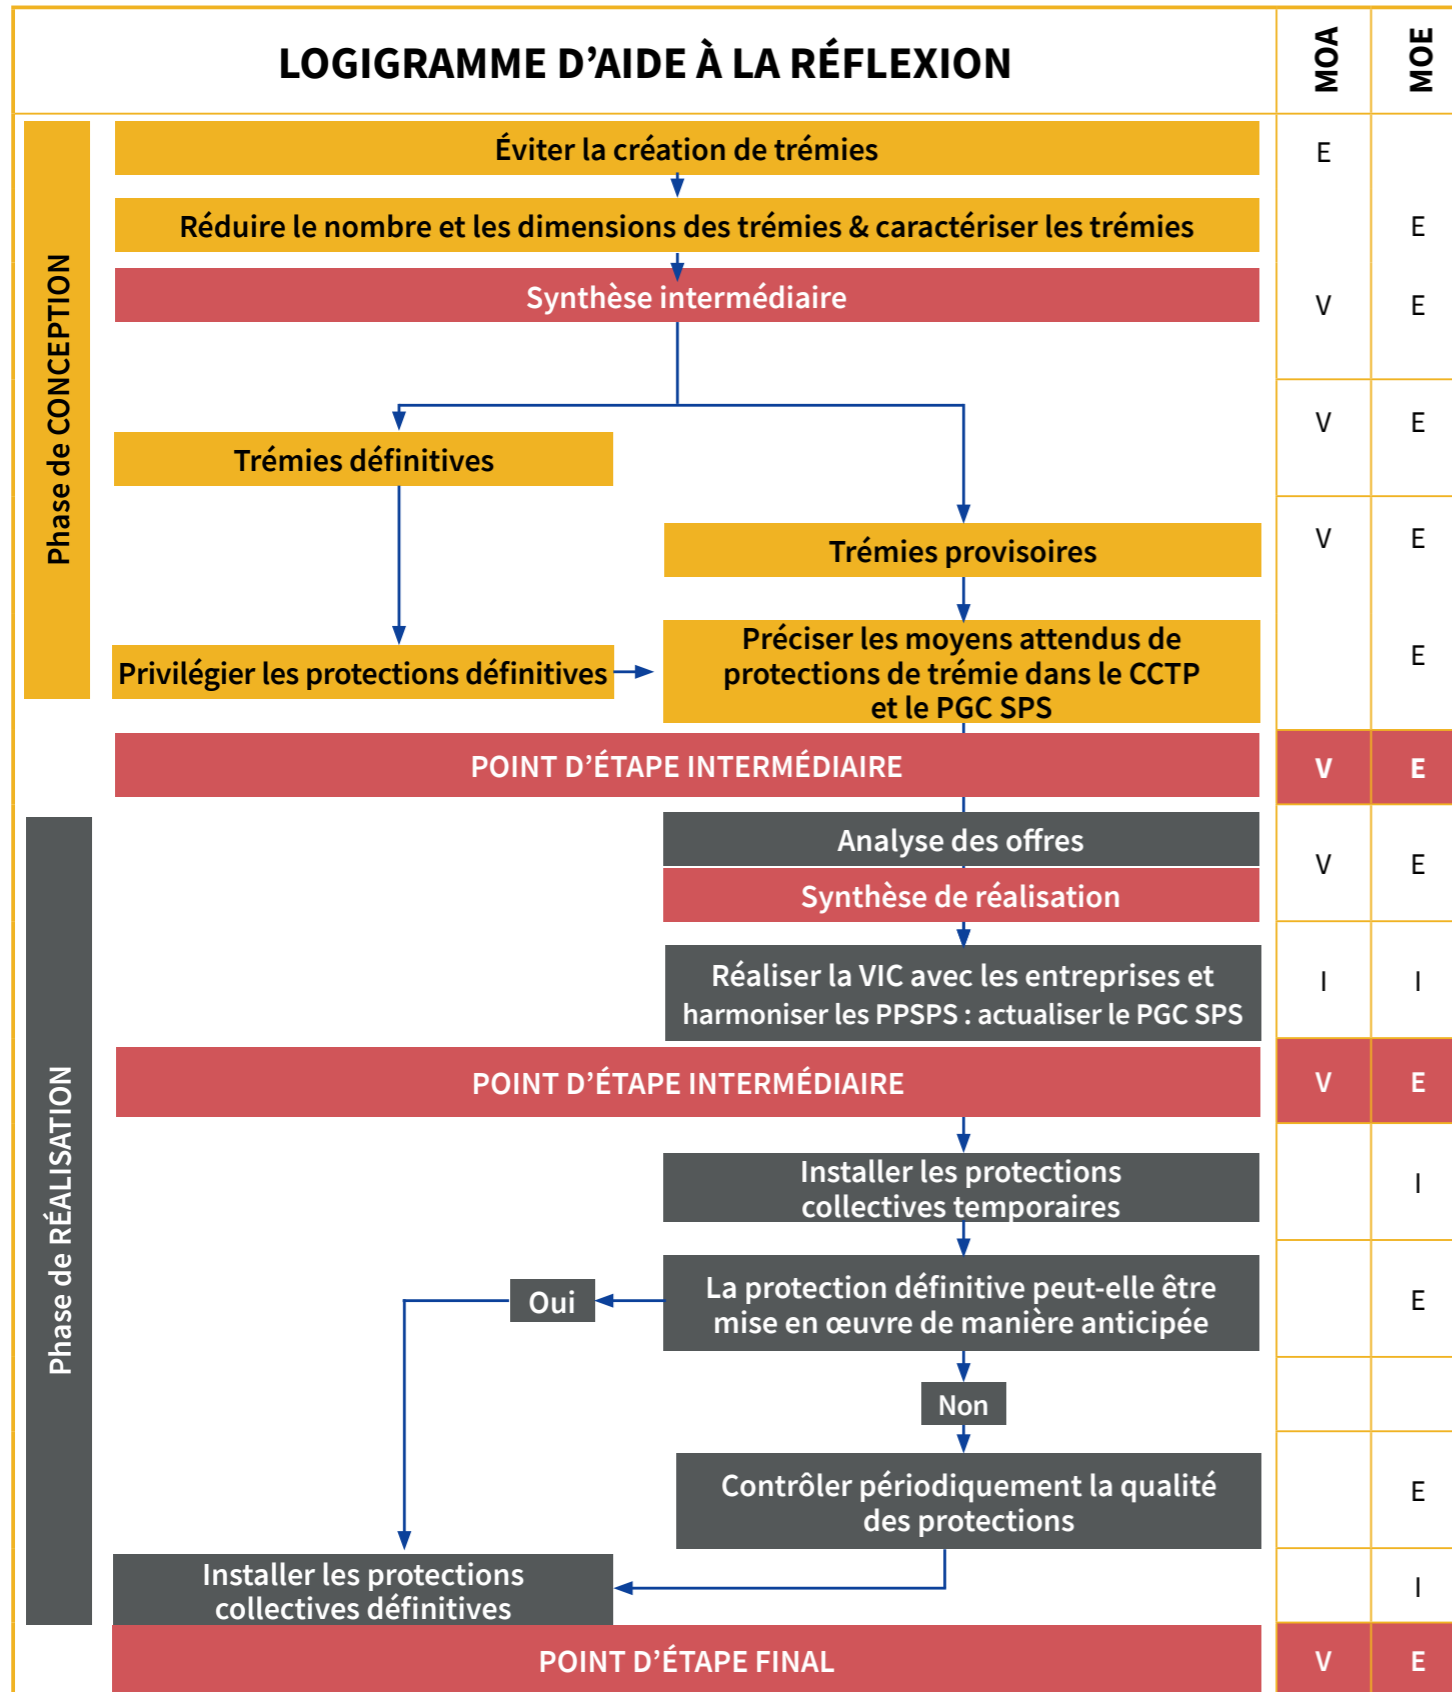 LOGIGRAMME D’AIDE À LA RÉFLEXION
MOA
MOE
Phase de CONCEPTION
Éviter la création de trémies
E
Réduire le nombre et les dimensions des trémies & caractériser les trémies
E
Synthèse intermédiaire
V
E
V
E
Trémies définitives
Trémies provisoires
V
E
Privilégier les protections définitives
Préciser les moyens attendus de
protections de trémie dans le CCTP
et le PGC SPS
E
POINT D’ÉTAPE INTERMÉDIAIRE
V
E
Phase de RÉALISATION
Analyse des offres
V
E
Synthèse de réalisation
Réaliser la VIC avec les entreprises et
harmoniser les PPSPS : actualiser le PGC SPS
I
I
POINT D’ÉTAPE INTERMÉDIAIRE
V
E
Installer les protections
collectives temporaires
I
La protection définitive peut-elle être
mise en œuvre de manière anticipée
E
Oui
Non
Contrôler périodiquement la qualité
des protections
E
Installer les protections
collectives définitives
I
POINT D’ÉTAPE FINAL
V
E